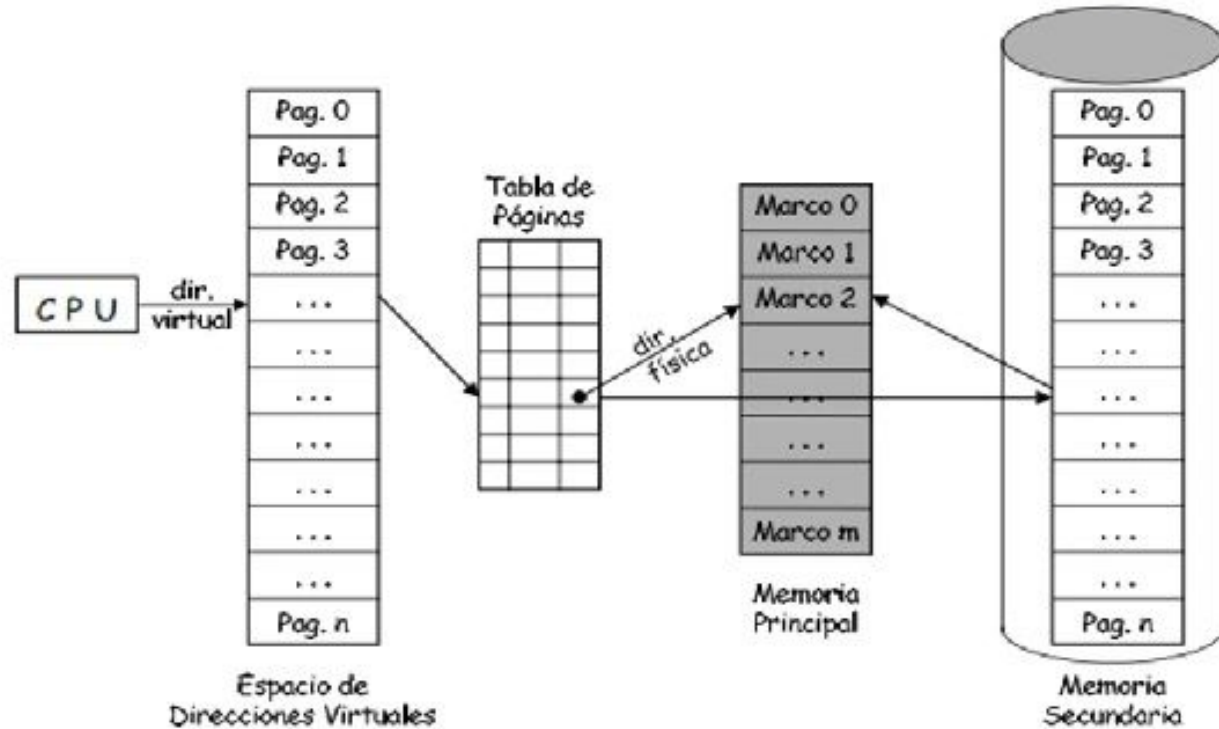 CPU
dir.
virtual
Pag. 0
Pag. 1
Pag. 2
Pag. 3
...
...
...
...
...
...
...
Pag. n
Espacio de
Direcciones Virtuales
Tabla de
Páginas
dir.
física
Marco 0
Marco 1
Marco 2
...
...
...
...
Marco m
Memoria
Principal
Pag. 0
Pag. 1
Pag. 2
Pag. 3
...
...
...
...
...
...
...
Pag. n
Memoria
Secundaria